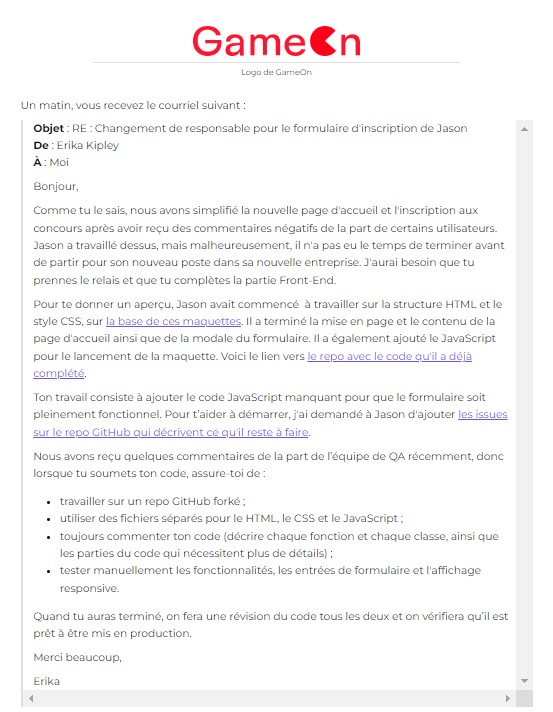 GameOn
Logo de GameOn
Un matin, vous recevez le courriel suivant :
Objet : RE : Changement de responsable pour le formulaire d'inscription de Jason
De : Erika Kipley
À : Moi
Bonjour,
Comme tu le sais, nous avons simplifié la nouvelle page d'accueil et l'inscription aux
concours après avoir reçu des commentaires négatifs de la part de certains utilisateurs.
Jason a travaillé dessus, mais malheureusement, il n'a pas eu le temps de terminer avant
de partir pour son nouveau poste dans sa nouvelle entreprise. J'aurai besoin que tu
prennes le relais et que tu complètes la partie Front-End.
Pour te donner un aperçu, Jason avait commencé à travailler sur la structure HTML et le
style CSS, sur la base de ces maquettes. Il a terminé la mise en page et le contenu de la
page d'accueil ainsi que de la modale du formulaire. Il a également ajouté le JavaScript
pour le lancement de la maquette. Voici le lien vers le repo avec le code qu'il a déjà
complété.
Ton travail consiste à ajouter le code JavaScript manquant pour que le formulaire soit
pleinement fonctionnel. Pour t'aider à démarrer, j'ai demandé à Jason d'ajouter les issues
sur le repo GitHub qui décrivent ce qu'il reste à faire.
Nous avons reçu quelques commentaires de la part de l'équipe de QA récemment, donc
lorsque tu soumets ton code, assure-toi de :
• travailler sur un repo GitHub forké ;
• utiliser des fichiers séparés pour le HTML, le CSS et le JavaScript ;
• toujours commenter ton code (décrire chaque fonction et chaque classe, ainsi que
les parties du code qui nécessitent plus de détails) ;
• tester manuellement les fonctionnalités, les entrées de formulaire et l'affichage
responsive.
Quand tu auras terminé, on fera une révision du code tous les deux et on vérifiera qu'il est
prêt à être mis en production.
Merci beaucoup,
Erika